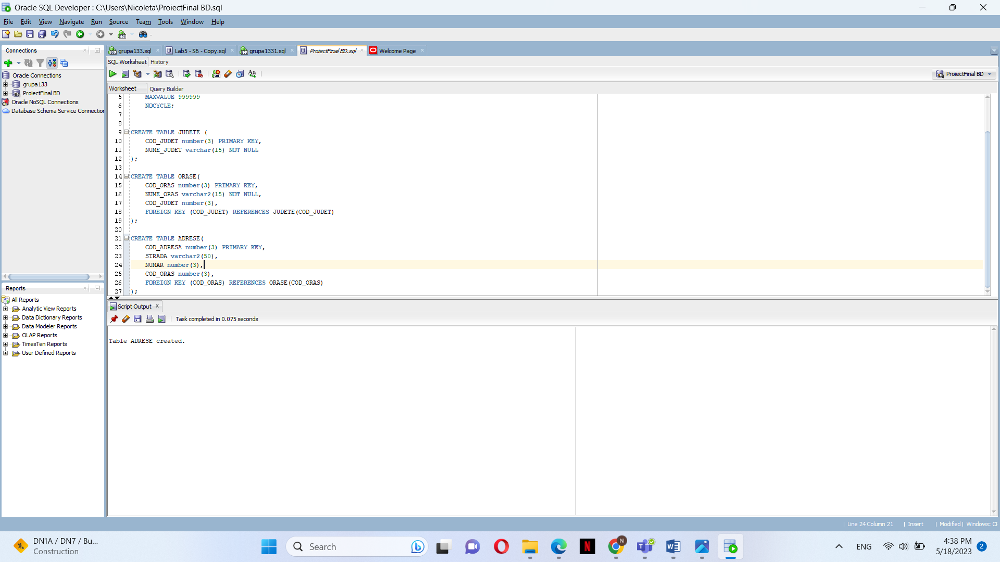 Oracle SQL Developer : C:\Users\Nicoleta\ProiectFinal BD.sql
File Edit View Navigate Run Source Team Tools Window Help
Connections
Oracle Connections
grupa133
ProiectFinal BD
Oracle NoSQL Connections
Database Schema Service Connection
grupa133.sql Lab5 - S6 - Copy.sql grupa1331.sql ProiectFinal BD.sql Welcome Page
SQL Worksheet History
ProiectFinal BD
Worksheet Query Builder
5 MAXVALUE 999999
6 NOCYCLE;
7
8
9 CREATE TABLE JUDETE (
10 COD_JUDET number(3) PRIMARY KEY,
11 NUME_JUDET varchar(15) NOT NULL
12 );
13
14 CREATE TABLE ORASE(
15 COD_ORAS number(3) PRIMARY KEY,
16 NUME_ORAS varchar2(15) NOT NULL,
17 COD_JUDET number(3),
18 FOREIGN KEY (COD_JUDET) REFERENCES JUDETE(COD_JUDET)
19 );
20
21 CREATE TABLE ADRESE(
22 COD_ADRESA number(3) PRIMARY KEY,
23 STRADA varchar2(50),
24 NUMAR number(3),
25 COD_ORAS number(3),
26 FOREIGN KEY (COD_ORAS) REFERENCES ORASE(COD_ORAS)
27 );
Reports
All Reports
Analytic View Reports
Data Dictionary Reports
Data Modeler Reports
OLAP Reports
TimesTen Reports
User Defined Reports
Script Output
Task completed in 0.075 seconds
Table ADRESE created.
Line 24 Column 21 Insert Modified Windows: CF
DN1A / DN7 / Bu...
Construction
Search
N
ENG
4:38 PM
5/18/2023
2